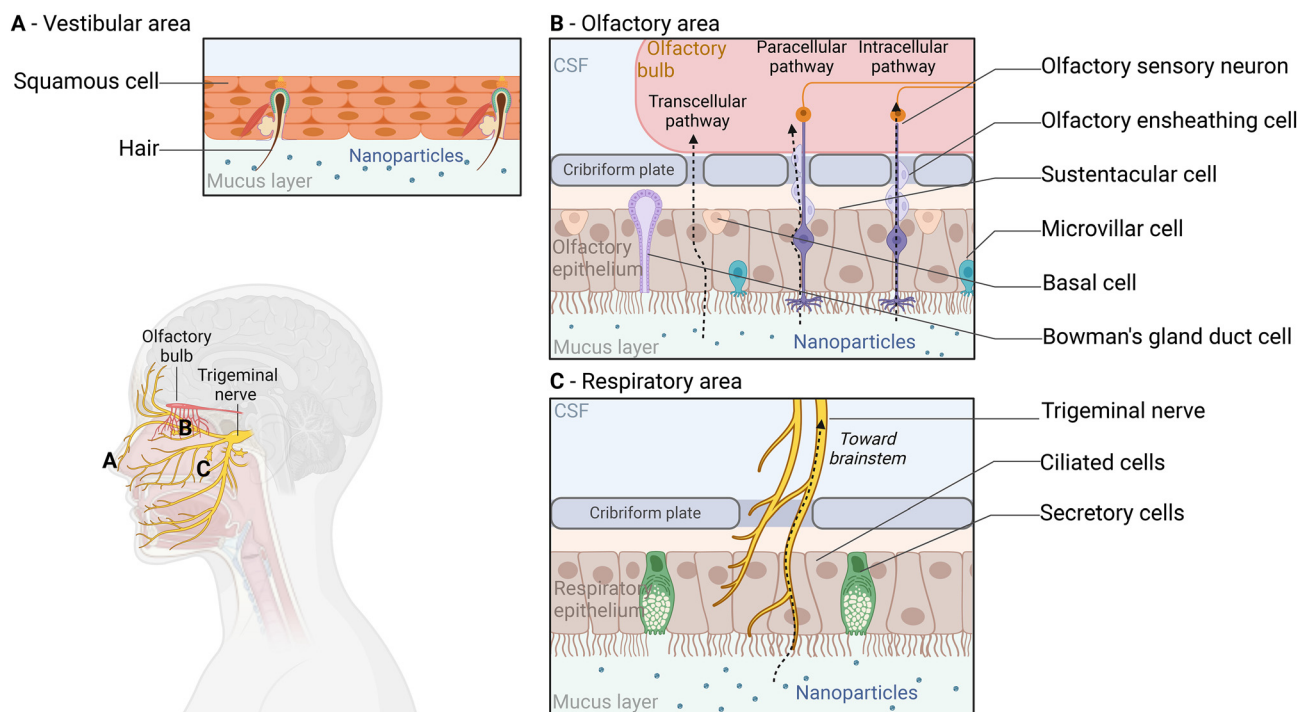 A - Vestibular area
Squamous cell
Hair
Nanoparticles
Mucus layer
Olfactory
bulb
Trigeminal
nerve
A
B
C
B - Olfactory area
CSF
Olfactory
bulb
Paracellular
pathway
Intracellular
pathway
Transcellular
pathway
Cribriform plate
Olfactory
epithelium
Mucus layer
Nanoparticles
Olfactory sensory neuron
Olfactory ensheathing cell
Sustentacular cell
Microvillar cell
Basal cell
Bowman's gland duct cell
C - Respiratory area
CSF
Toward
brainstem
Cribriform plate
Respiratory
epithelium
Mucus layer
Nanoparticles
Trigeminal nerve
Ciliated cells
Secretory cells